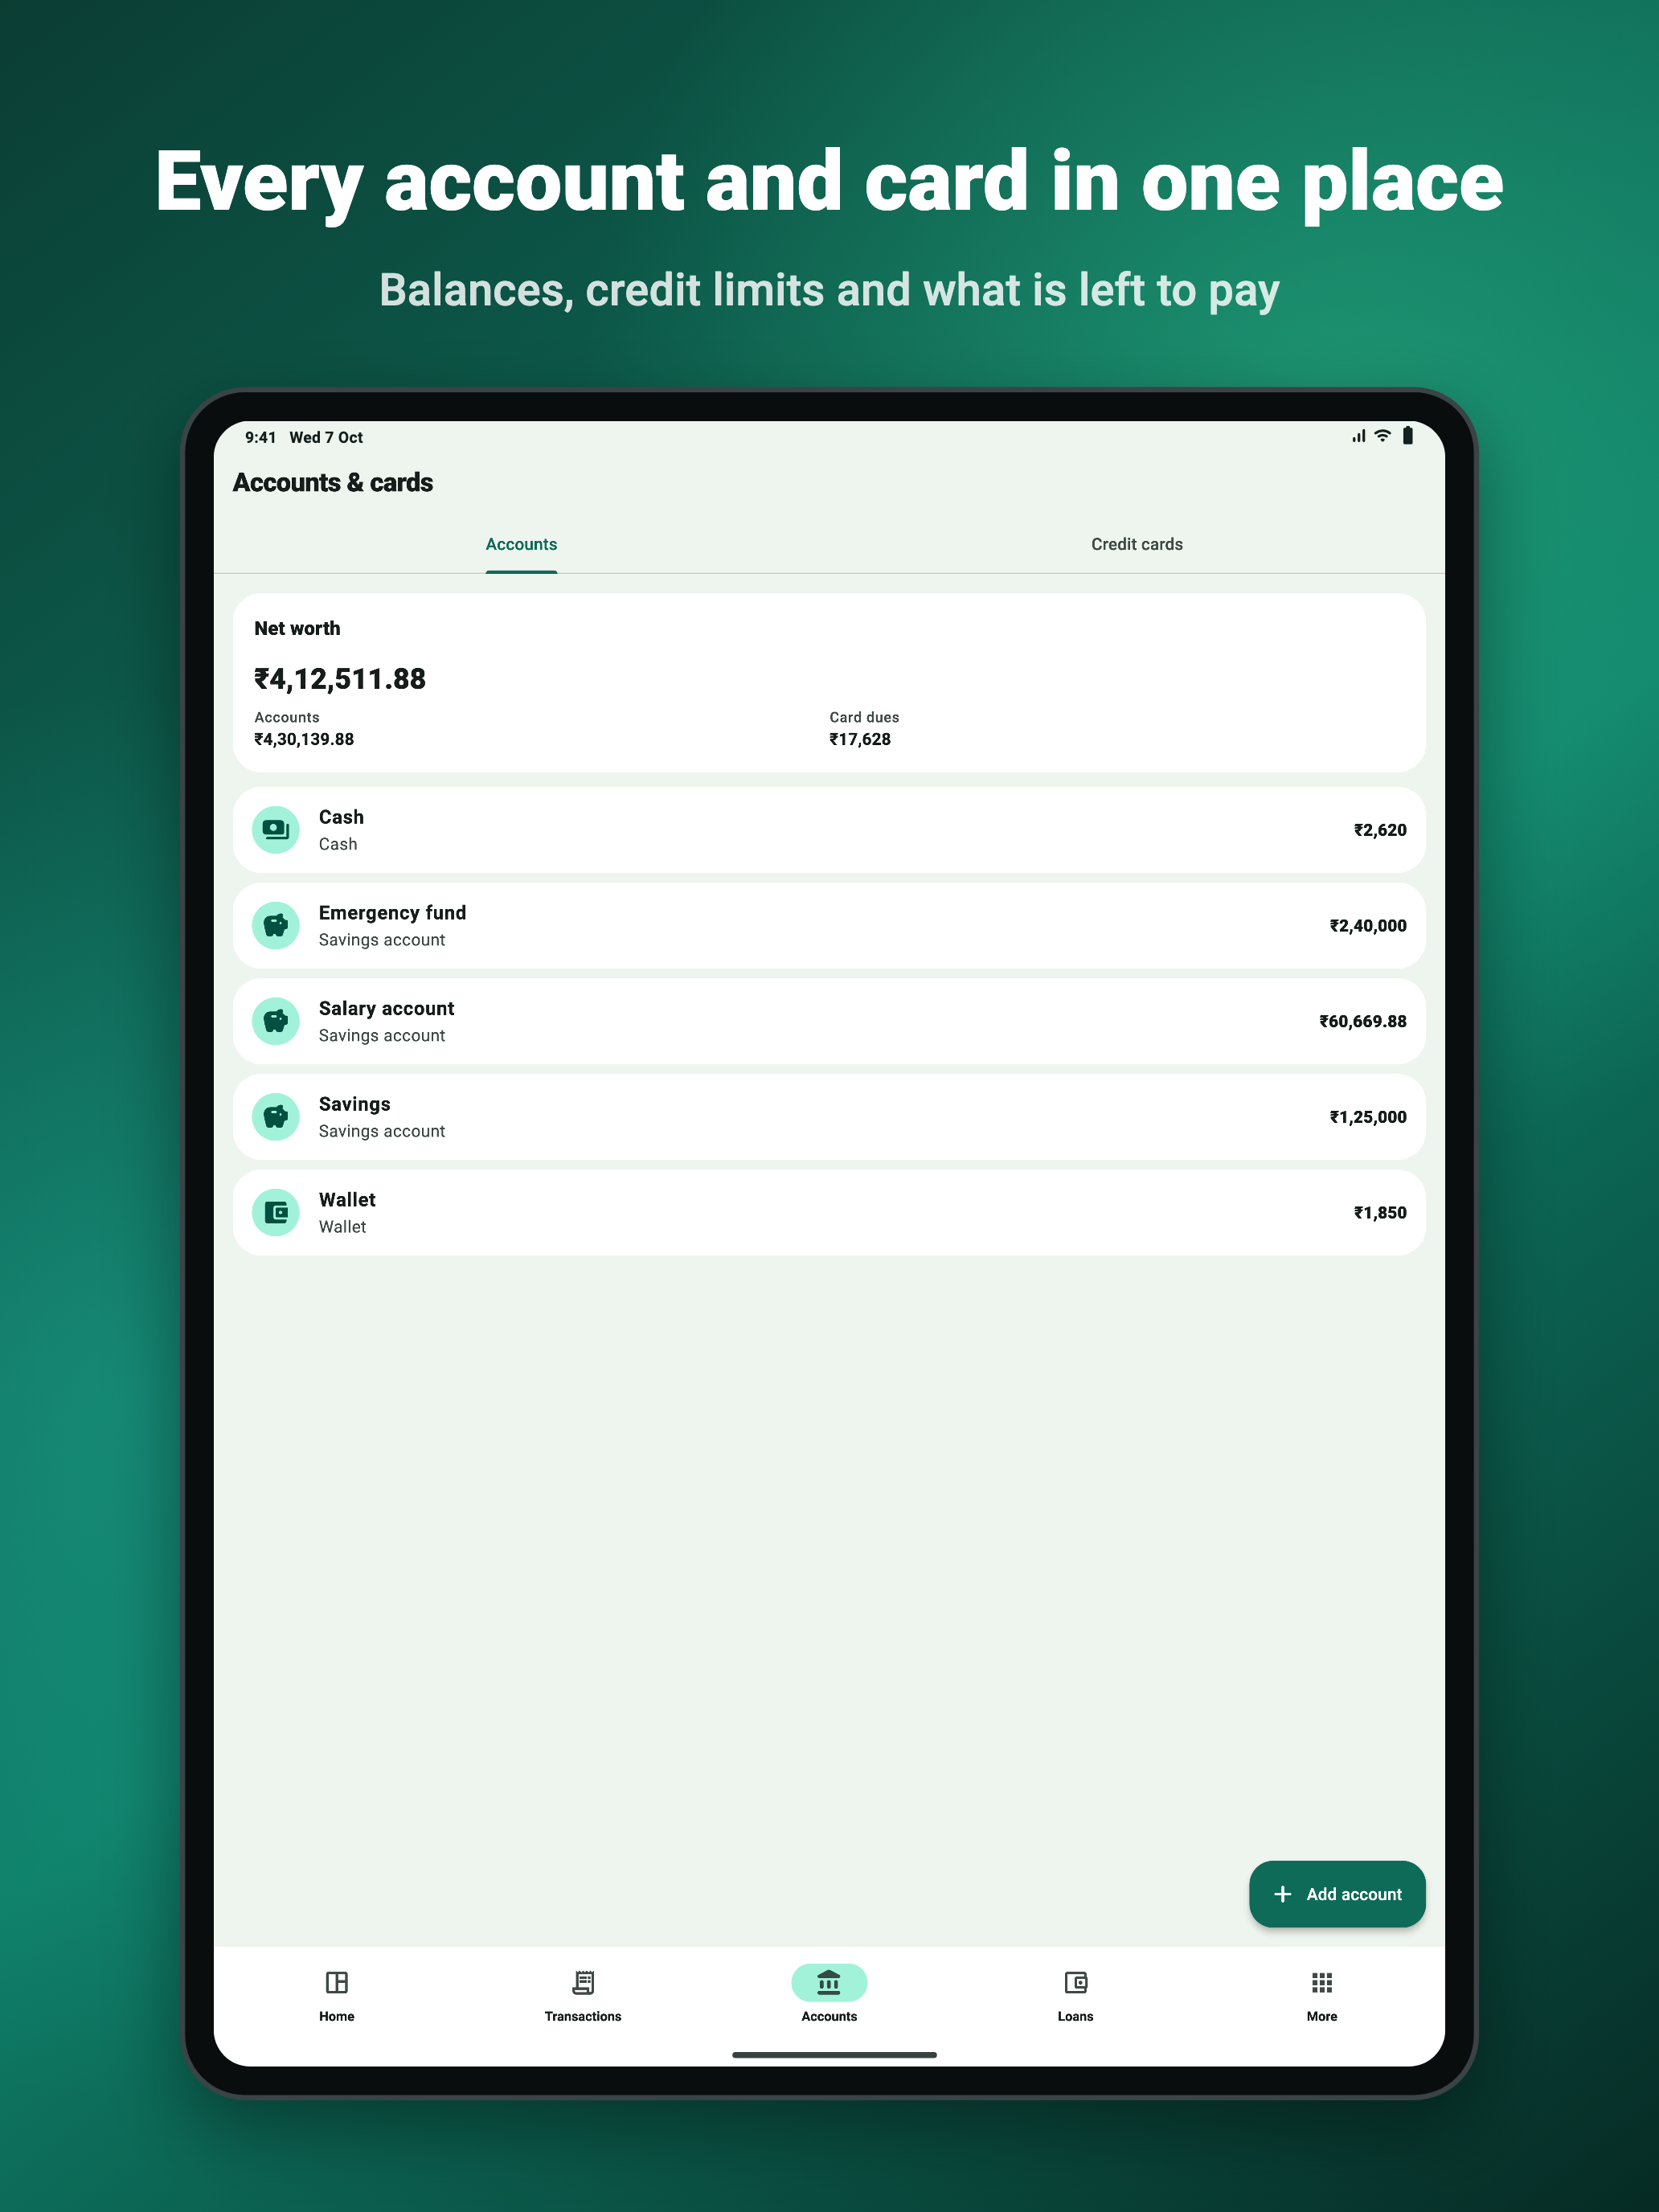 Every account and card in one place
Balances, credit limits and what is left to pay
9:41 Wed 7 Oct
Accounts & cards
Accounts Credit cards
Net worth
₹4,12,511.88
Accounts Card dues
₹4,30,139.88 ₹17,628
Cash
Cash
₹2,620
Emergency fund
Savings account
₹2,40,000
Salary account
Savings account
₹60,669.88
Savings
Savings account
₹1,25,000
Wallet
Wallet
₹1,850
+ Add account
Home Transactions Accounts Loans More